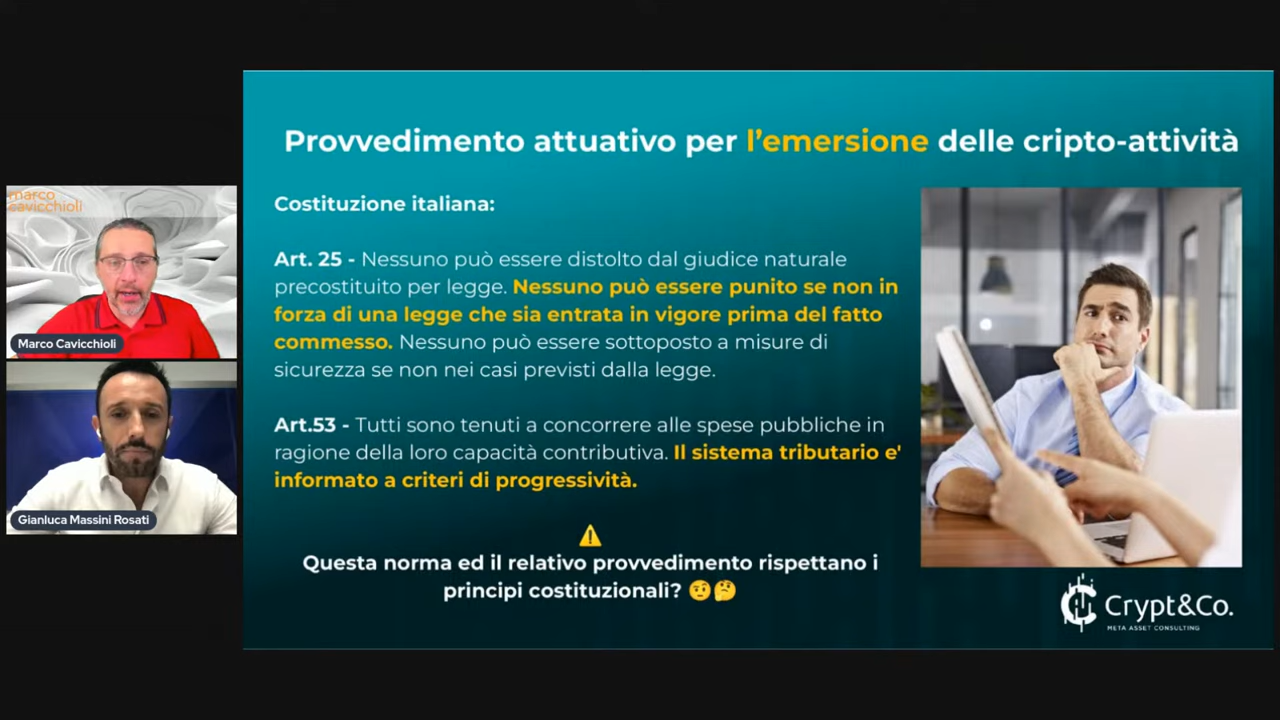 marco
cavicchioli
Marco Cavicchioli
Gianluca Massini Rosati
Provvedimento attuativo per l’emersione delle cripto-attività
Costituzione italiana:
Art. 25 - Nessuno può essere distolto dal giudice naturale
precostituito per legge. Nessuno può essere punito se non in
forza di una legge che sia entrata in vigore prima del fatto
commesso. Nessuno può essere sottoposto a misure di
sicurezza se non nei casi previsti dalla legge.
Art.53 - Tutti sono tenuti a concorrere alle spese pubbliche in
ragione della loro capacità contributiva. Il sistema tributario e'
informato a criteri di progressività.
Questa norma ed il relativo provvedimento rispettano i
principi costituzionali? 🤨🤔
Crypt&Co.
META ASSET CONSULTING